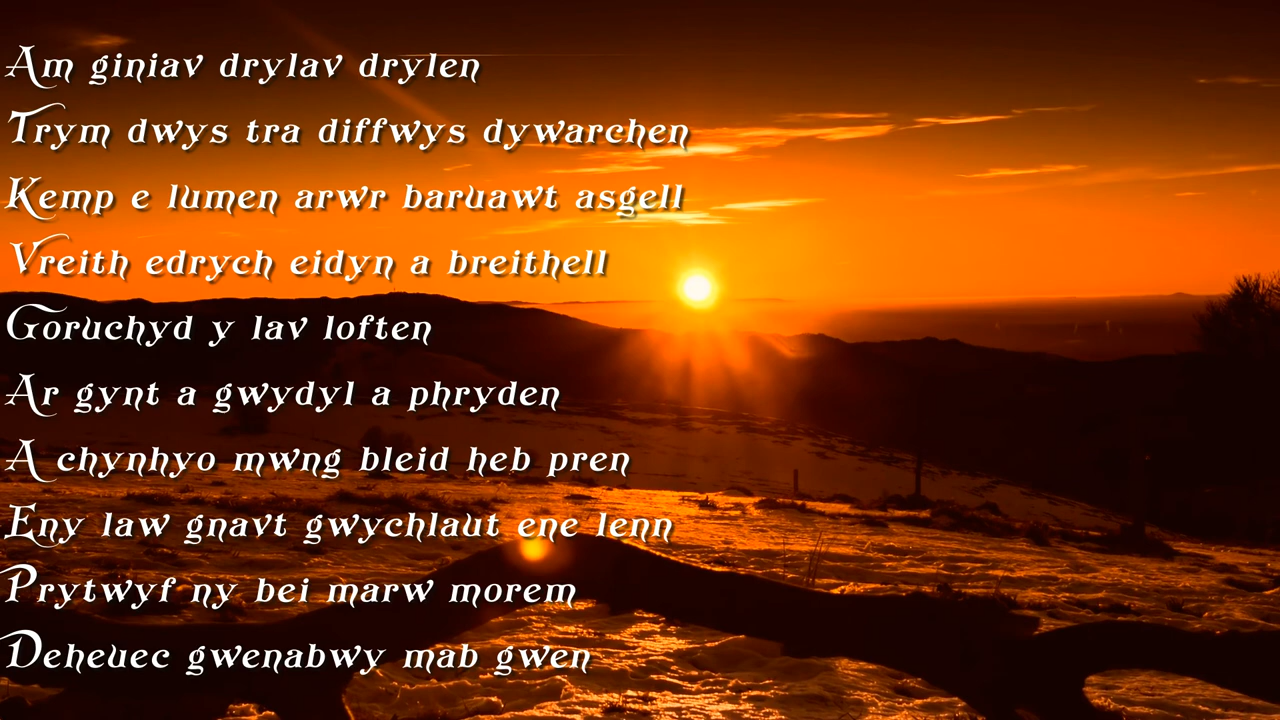 Am giniav drylav drylen
Trym dwys tra diffwys dywarchen
Kemp e lumen arwr baruawt asgell
Vreith edrych eidyn a breithell
Goruchyd y lav loften
Ar gynt a gwydyl a phryden
A chynhyo mwng bleid heb pren
Eny law gnavt gwychlaut ene lenn
Prytwyf ny bei marw morem
Deheuec gwenabwy mab gwen